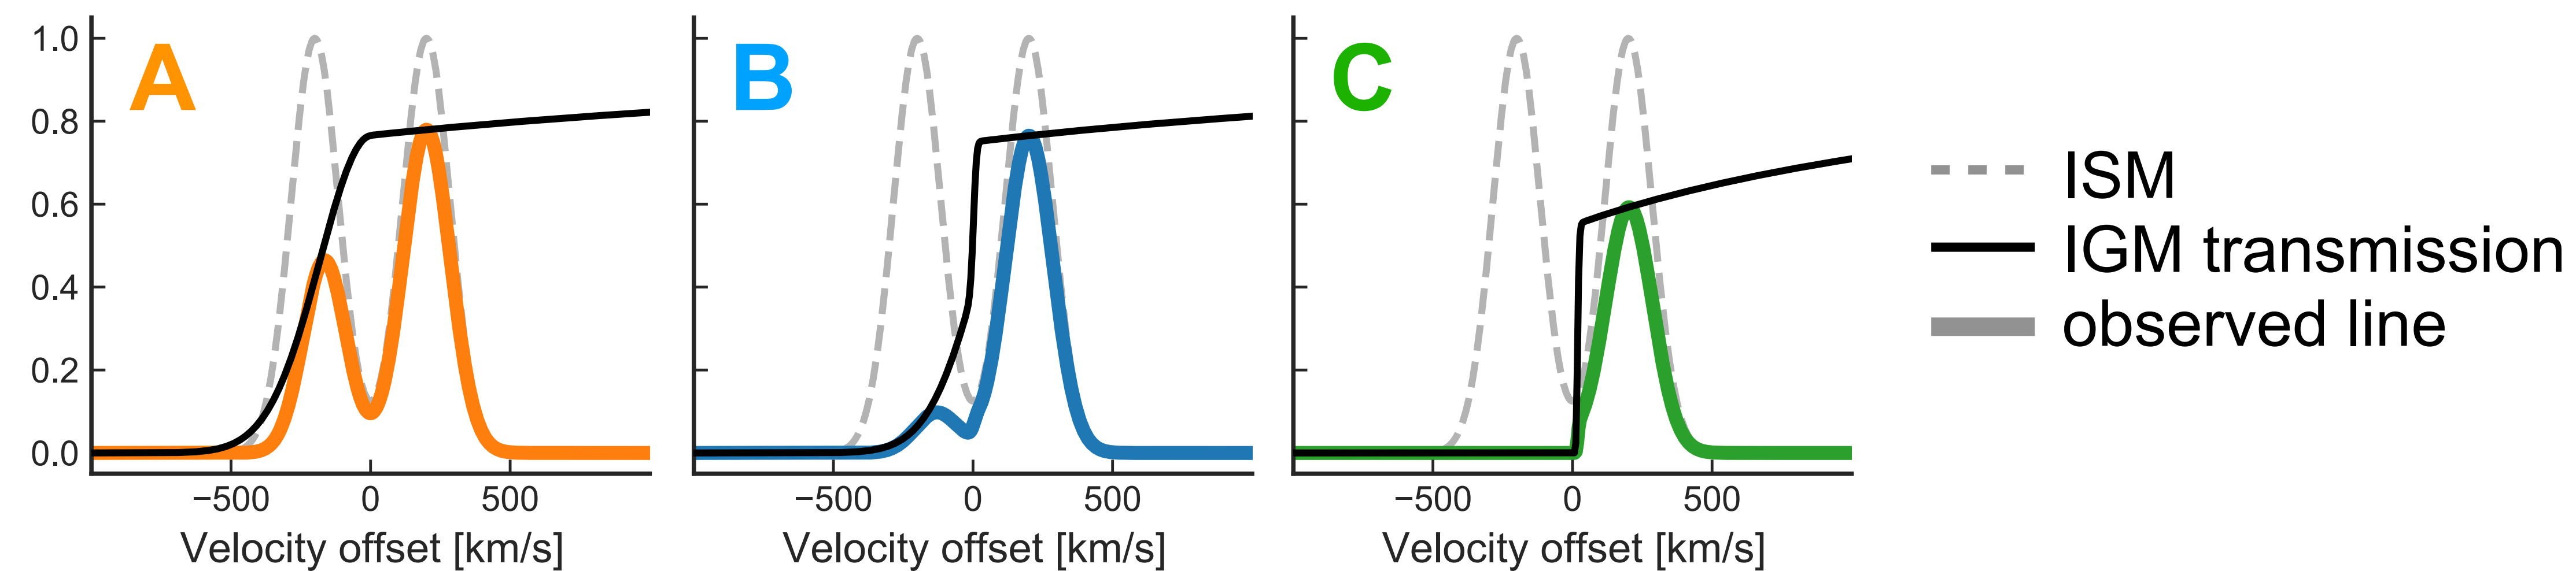 A
B
C
1.0
0.8
0.6
0.4
0.2
0.0
−500 0 500
−500 0 500
−500 0 500
Velocity offset [km/s]
Velocity offset [km/s]
Velocity offset [km/s]
ISM
IGM transmission
observed line